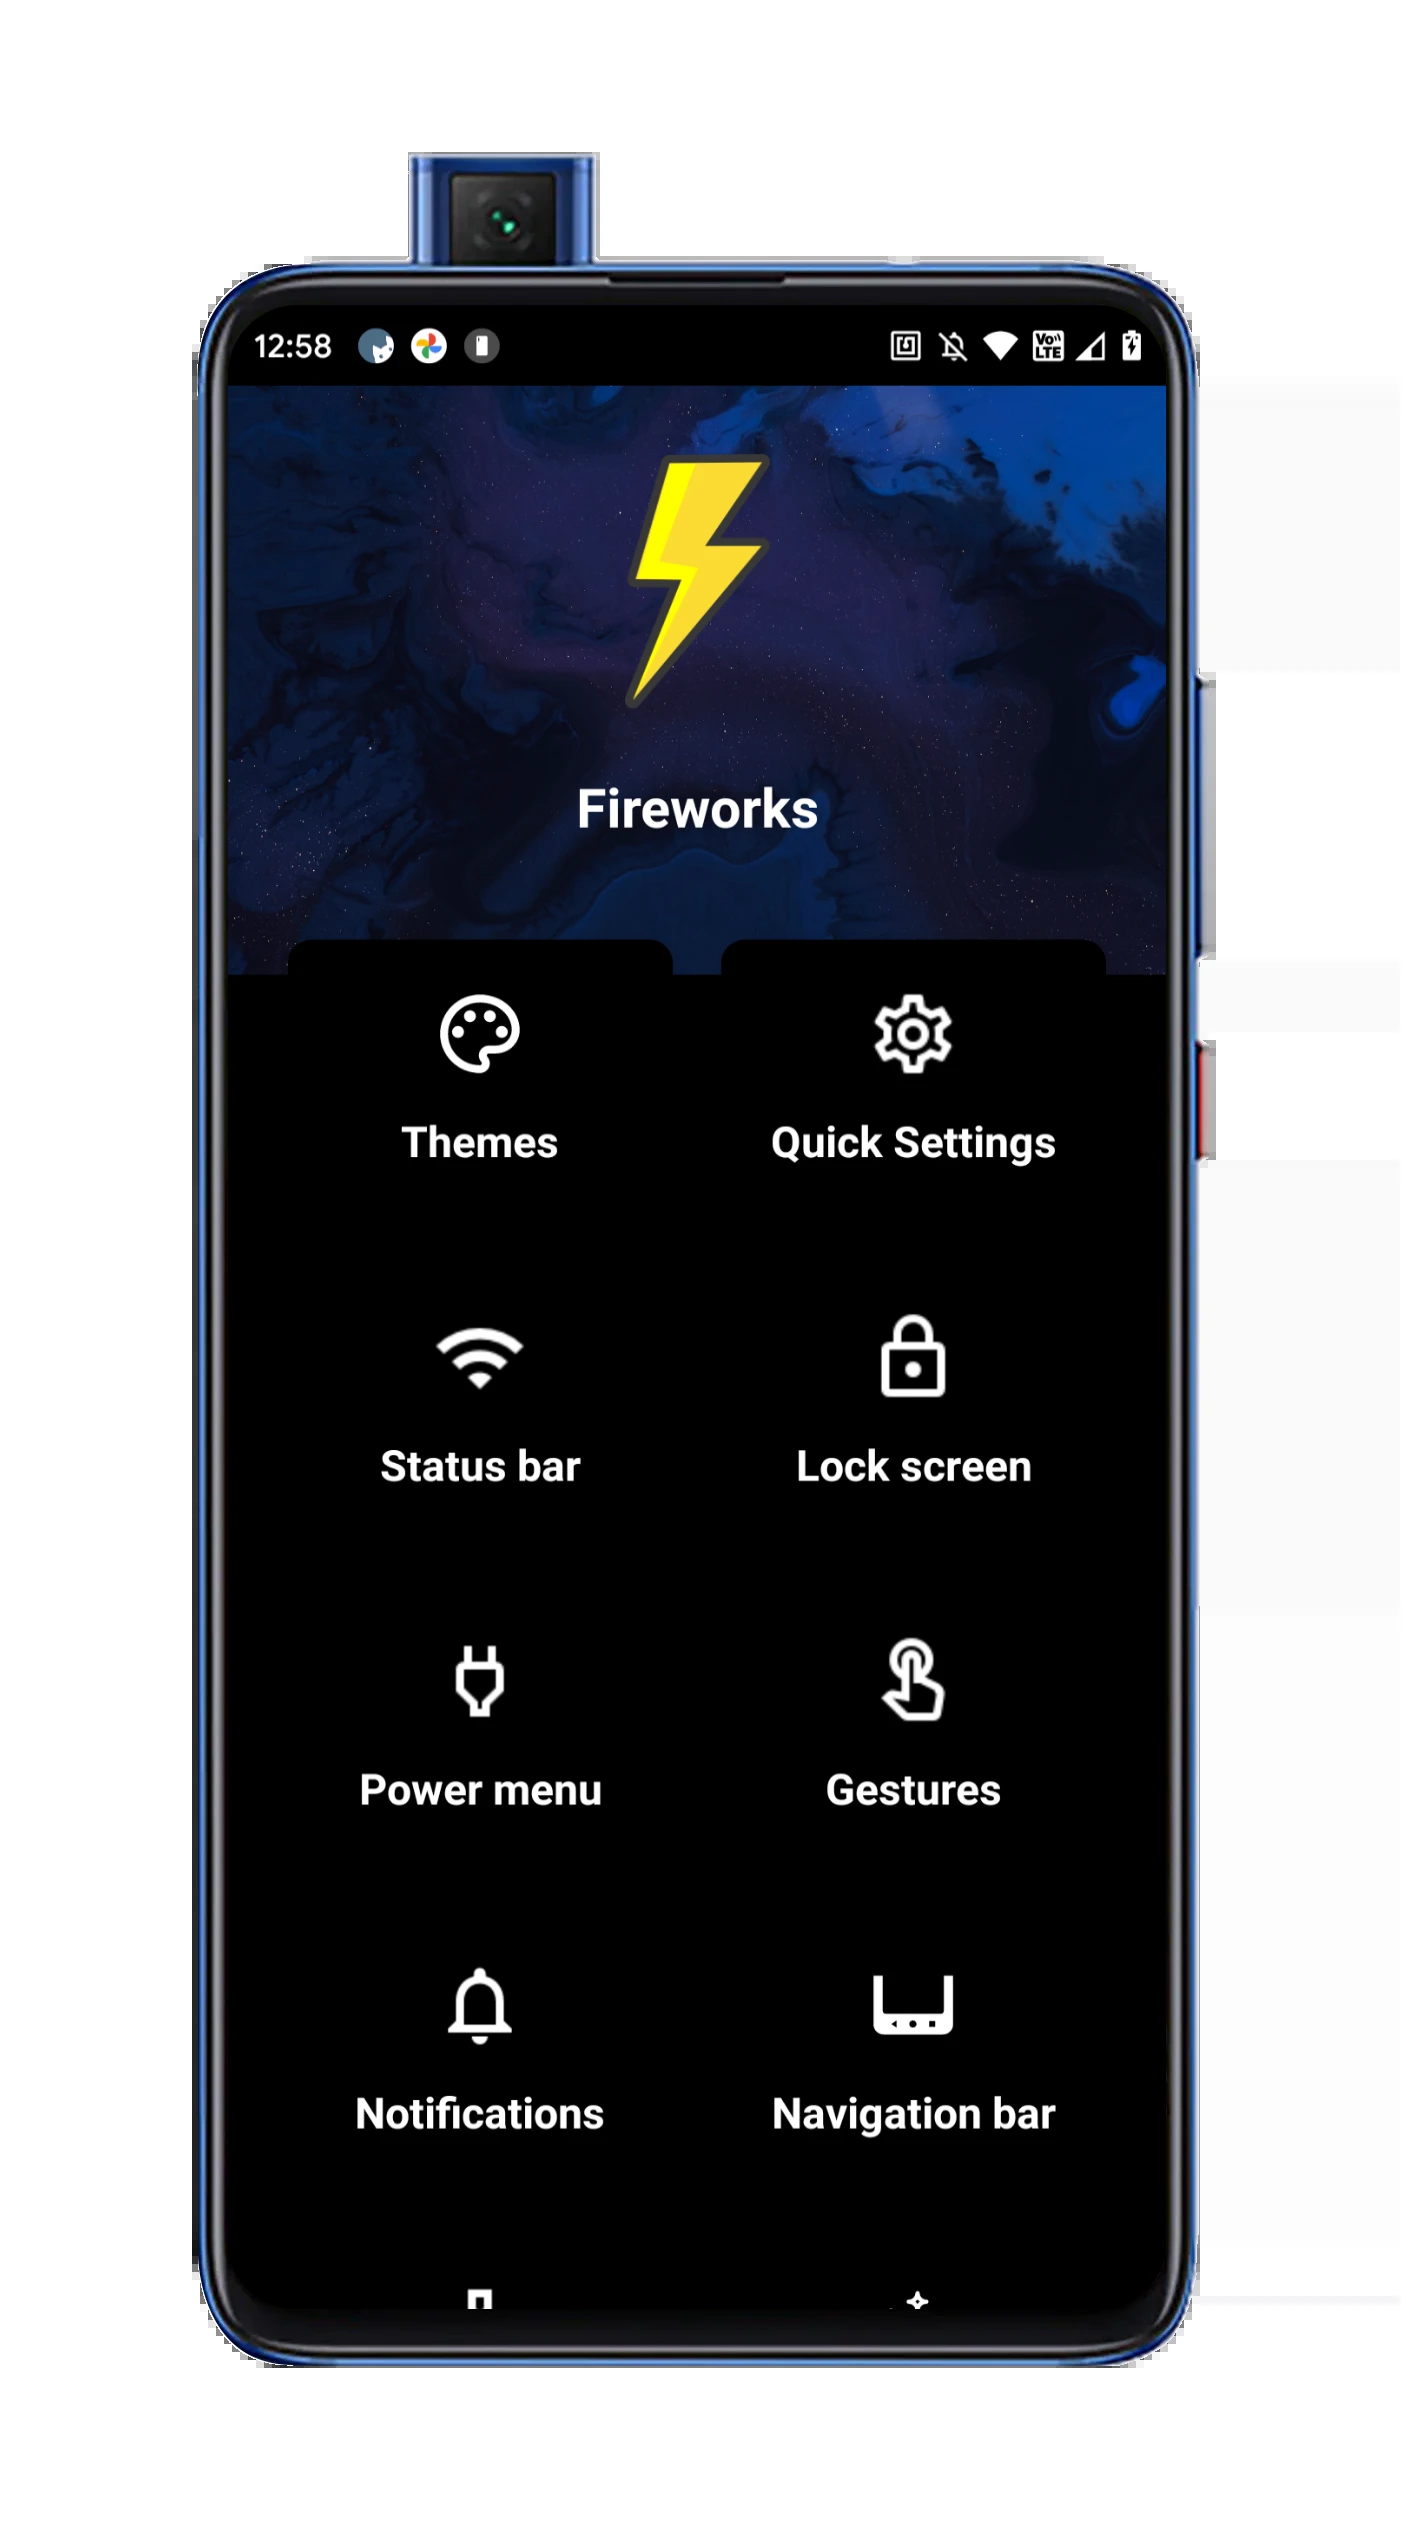 12:58 Vo)) LTE
Fireworks
Themes Quick Settings
Status bar Lock screen
Power menu Gestures
Notifications Navigation bar